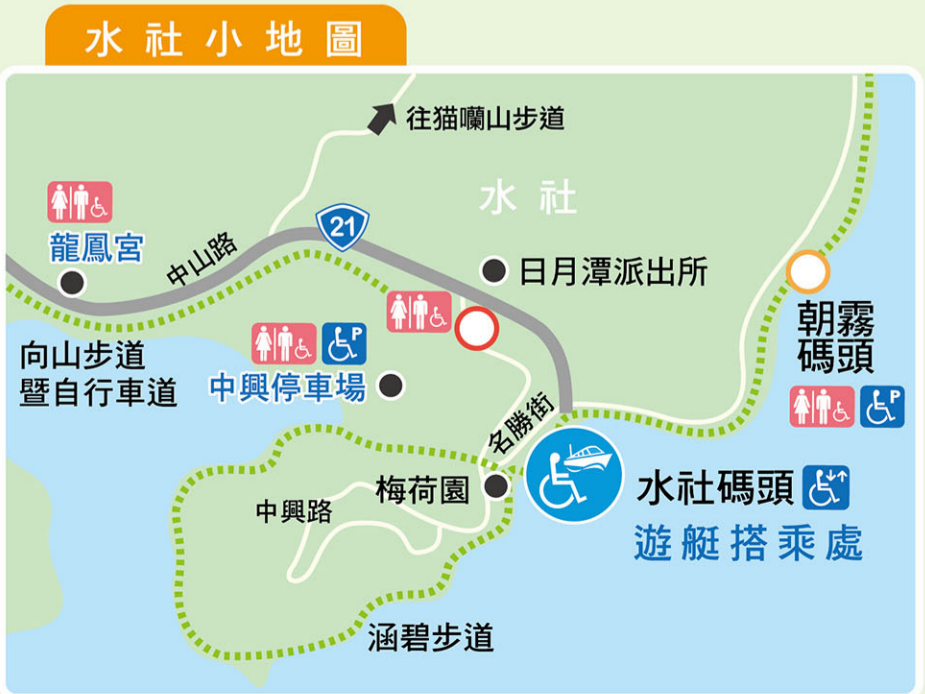 水社小地圖
往猫囒山步道
水社
21
龍鳳宮
中山路
日月潭派出所
朝霧
碼頭
P
向山步道
暨自行車道
P
中興停車場
名勝街
梅荷園
中興路
水社碼頭
遊艇搭乘處
涵碧步道